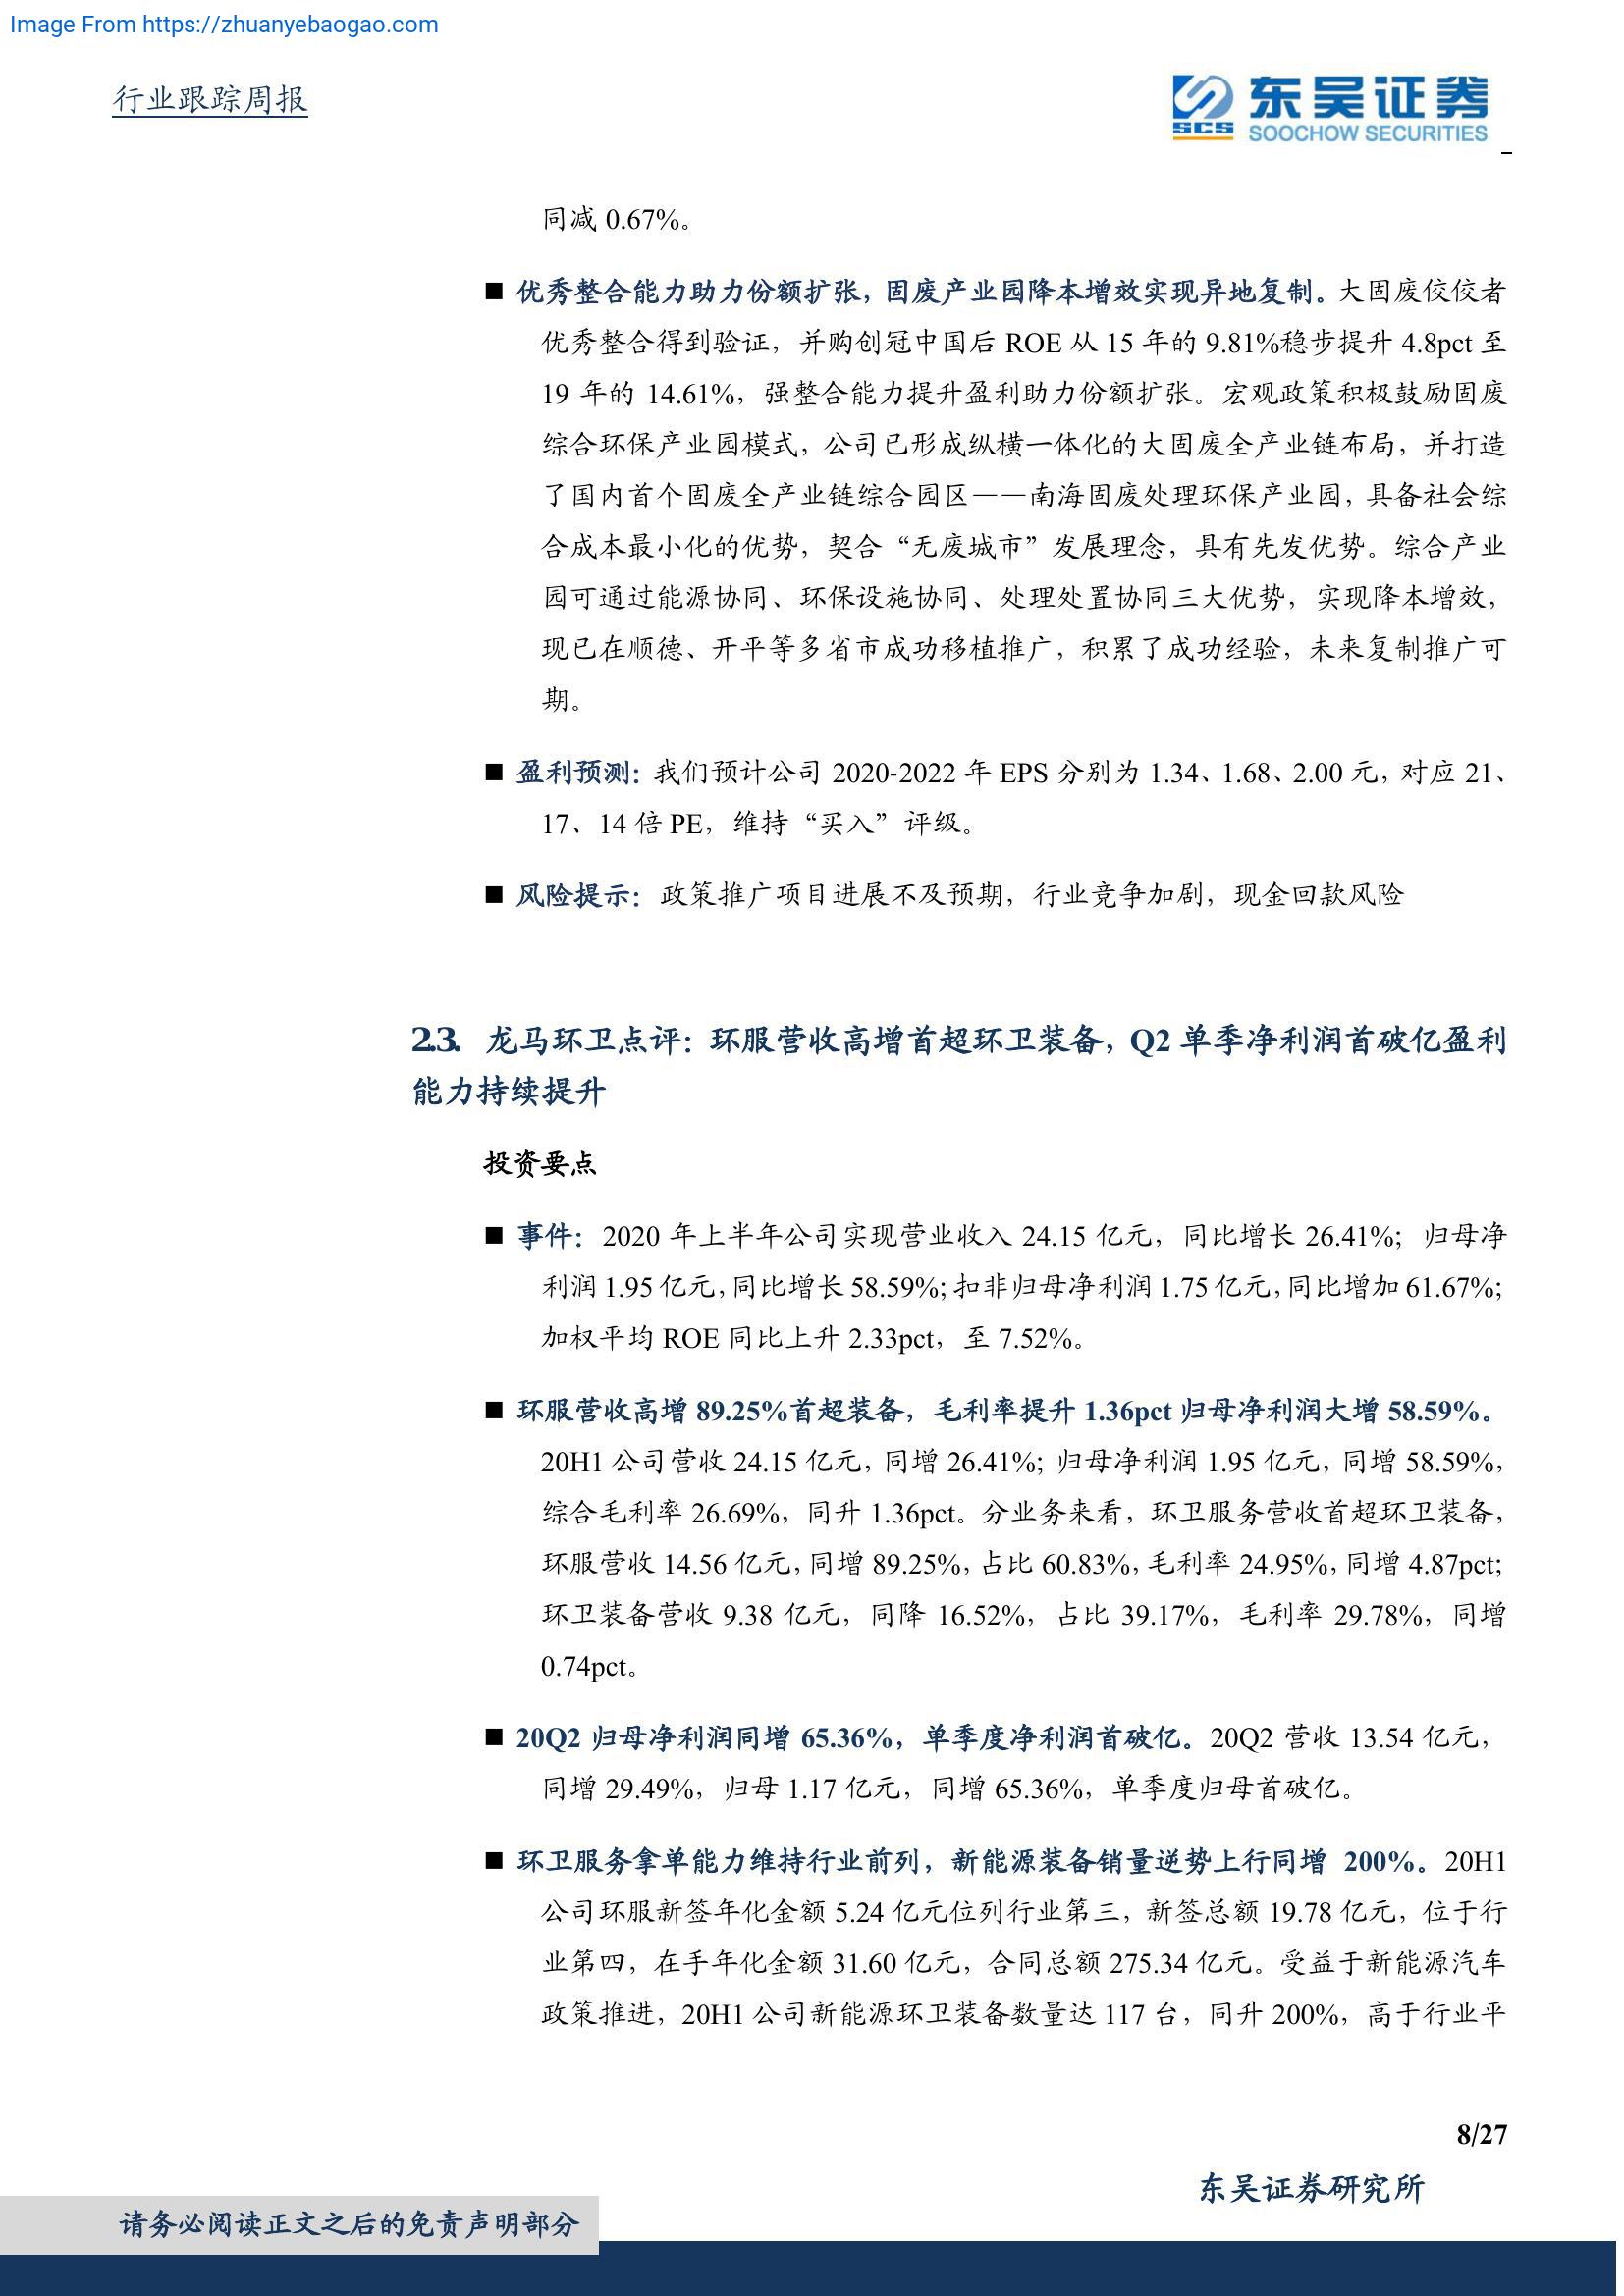 Image From https://zhuanyebaogao.com
行业跟踪周报
东吴证券
SCS
SOOCHOW SECURITIES
同减 0.67%。
■ 优秀整合能力助力份额扩张，固废产业园降本增效实现异地复制。大固废佼佼者
优秀整合得到验证，并购创冠中国后 ROE 从 15 年的 9.81%稳步提升 4.8pct 至
19 年的 14.61%，强整合能力提升盈利助力份额扩张。宏观政策积极鼓励固废
综合环保产业园模式，公司已形成纵横一体化的大固废全产业链布局，并打造
了国内首个固废全产业链综合园区——南海固废处理环保产业园，具备社会综
合成本最小化的优势，契合“无废城市”发展理念，具有先发优势。综合产业
园可通过能源协同、环保设施协同、处理处置协同三大优势，实现降本增效，
现已在顺德、开平等多省市成功移植推广，积累了成功经验，未来复制推广可
期。
■ 盈利预测：我们预计公司 2020-2022 年 EPS 分别为 1.34、1.68、2.00 元，对应 21、
17、14 倍 PE，维持“买入”评级。
■ 风险提示：政策推广项目进展不及预期，行业竞争加剧，现金回款风险
2.3. 龙马环卫点评：环服营收高增首超环卫装备，Q2 单季净利润首破亿盈利
能力持续提升
投资要点
■ 事件：2020 年上半年公司实现营业收入 24.15 亿元，同比增长 26.41%；归母净
利润 1.95 亿元，同比增长 58.59%；扣非归母净利润 1.75 亿元，同比增加 61.67%；
加权平均 ROE 同比上升 2.33pct，至 7.52%。
■ 环服营收高增 89.25%首超装备，毛利率提升 1.36pct 归母净利润大增 58.59%。
20H1 公司营收 24.15 亿元，同增 26.41%；归母净利润 1.95 亿元，同增 58.59%，
综合毛利率 26.69%，同升 1.36pct。分业务来看，环卫服务营收首超环卫装备，
环服营收 14.56 亿元，同增 89.25%，占比 60.83%，毛利率 24.95%，同增 4.87pct；
环卫装备营收 9.38 亿元，同降 16.52%，占比 39.17%，毛利率 29.78%，同增
0.74pct。
■ 20Q2 归母净利润同增 65.36%，单季度净利润首破亿。20Q2 营收 13.54 亿元，
同增 29.49%，归母 1.17 亿元，同增 65.36%，单季度归母首破亿。
■ 环卫服务拿单能力维持行业前列，新能源装备销量逆势上行同增 200%。20H1
公司环服新签年化金额 5.24 亿元位列行业第三，新签总额 19.78 亿元，位于行
业第四，在手年化金额 31.60 亿元，合同总额 275.34 亿元。受益于新能源汽车
政策推进，20H1 公司新能源环卫装备数量达 117 台，同升 200%，高于行业平
8/27
东吴证券研究所
请务必阅读正文之后的免责声明部分